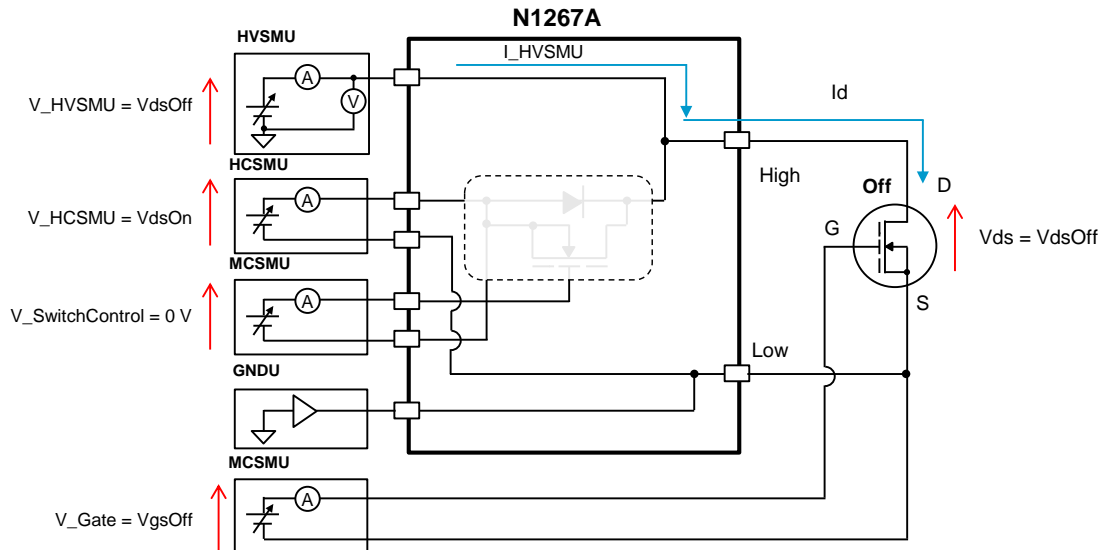 N1267A
HVSMU
I_HVSMU
A
V
V_HVSMU = VdsOff
Id
HCSMU
High
Off
D
A
V_HCSMU = VdsOn
G
Vds = VdsOff
MCSMU
A
S
V_SwitchControl = 0 V
Low
GNDU
MCSMU
A
V_Gate = VgsOff